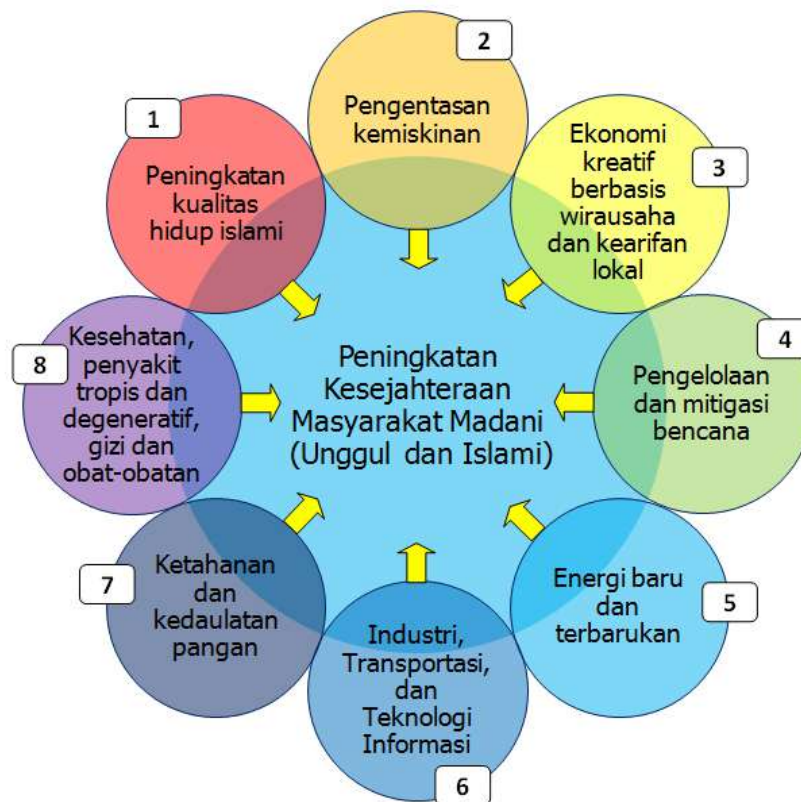 1
Peningkatan
kualitas
hidup islami
2
Pengentasan
kemiskinan
3
Ekonomi
kreatif
berbasis
wirausaha
dan kearifan
lokal
4
Pengelolaan
dan mitigasi
bencana
5
Energi baru
dan
terbarukan
6
Industri,
Transportasi,
dan
Teknologi
Informasi
7
Ketahanan
dan
kedaulatan
pangan
8
Kesehatan,
penyakit
tropis dan
degeneratif,
gizi dan
obat-obatan
Peningkatan
Kesejahteraan
Masyarakat Madani
(Unggul dan Islami)